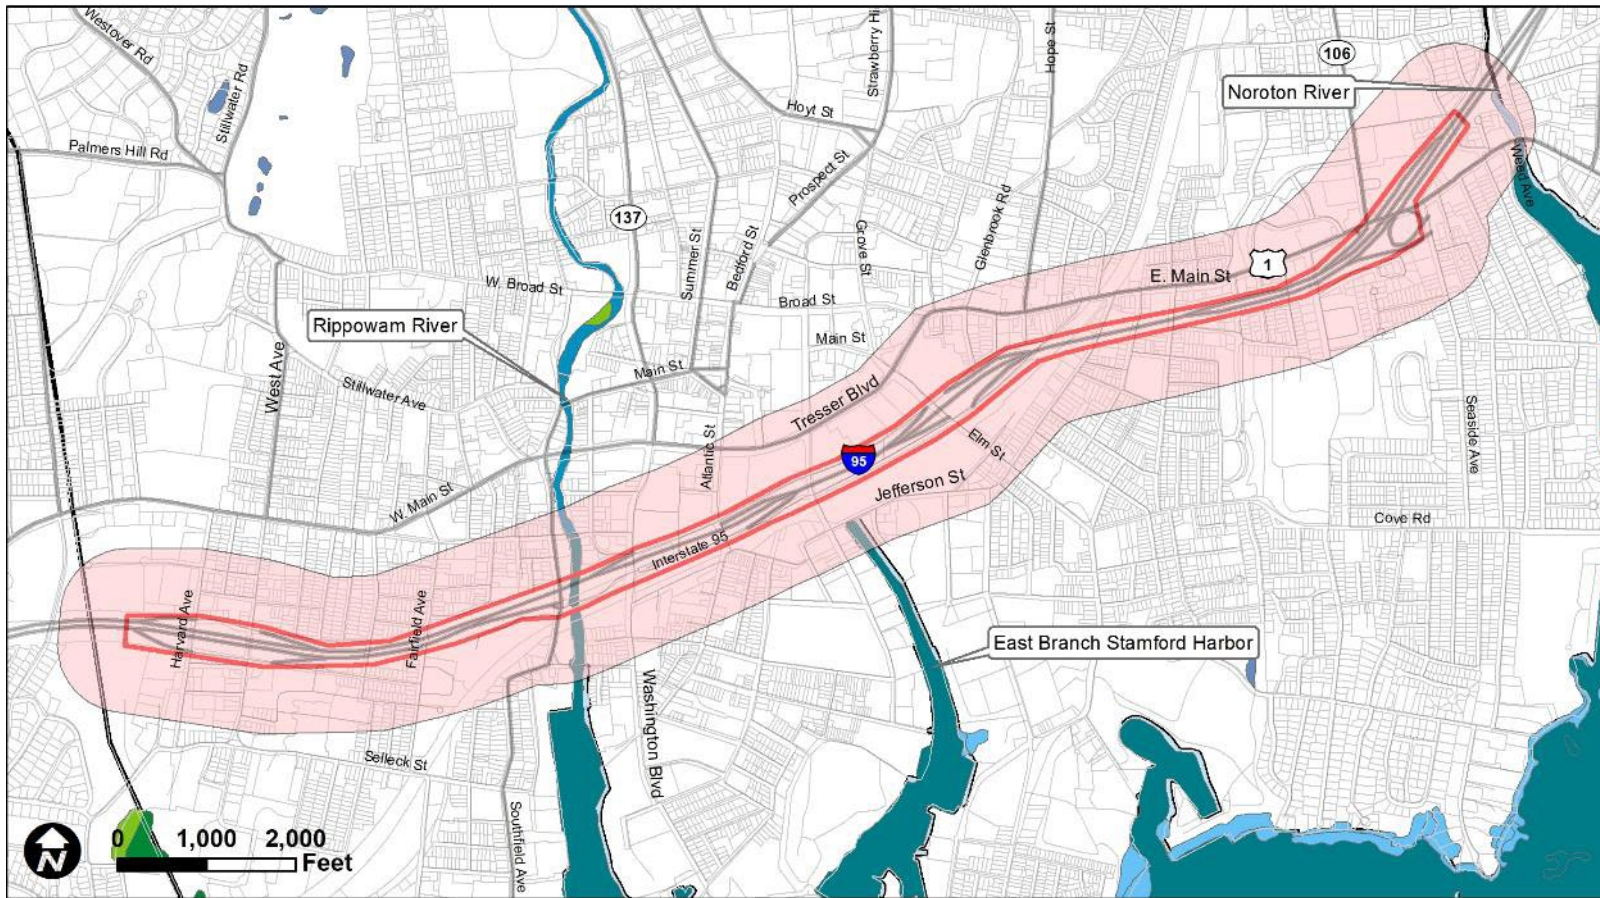 Westover Rd
Stillwater Rd
Palmers Hill Rd
Strawberry Hi
Hope St
106
Noroton River
Hoyt St
Prospect St
Weed Ave
137
Summer St
Bedford St
Grove St
Glenbrook Rd
1
E. Main St
W. Broad St
Broad St
Rippowam River
Main St
Main St
West Ave
Stillwater Ave
Tresser Blvd
Seaside Ave
Atlantic St
Elm St
95
Jefferson St
W. Main St
Cove Rd
Interstate 95
Harvard Ave
Fairfield Ave
East Branch Stamford Harbor
Washington Blvd
Selleck St
Southfield Ave
N
0 1,000 2,000
Feet